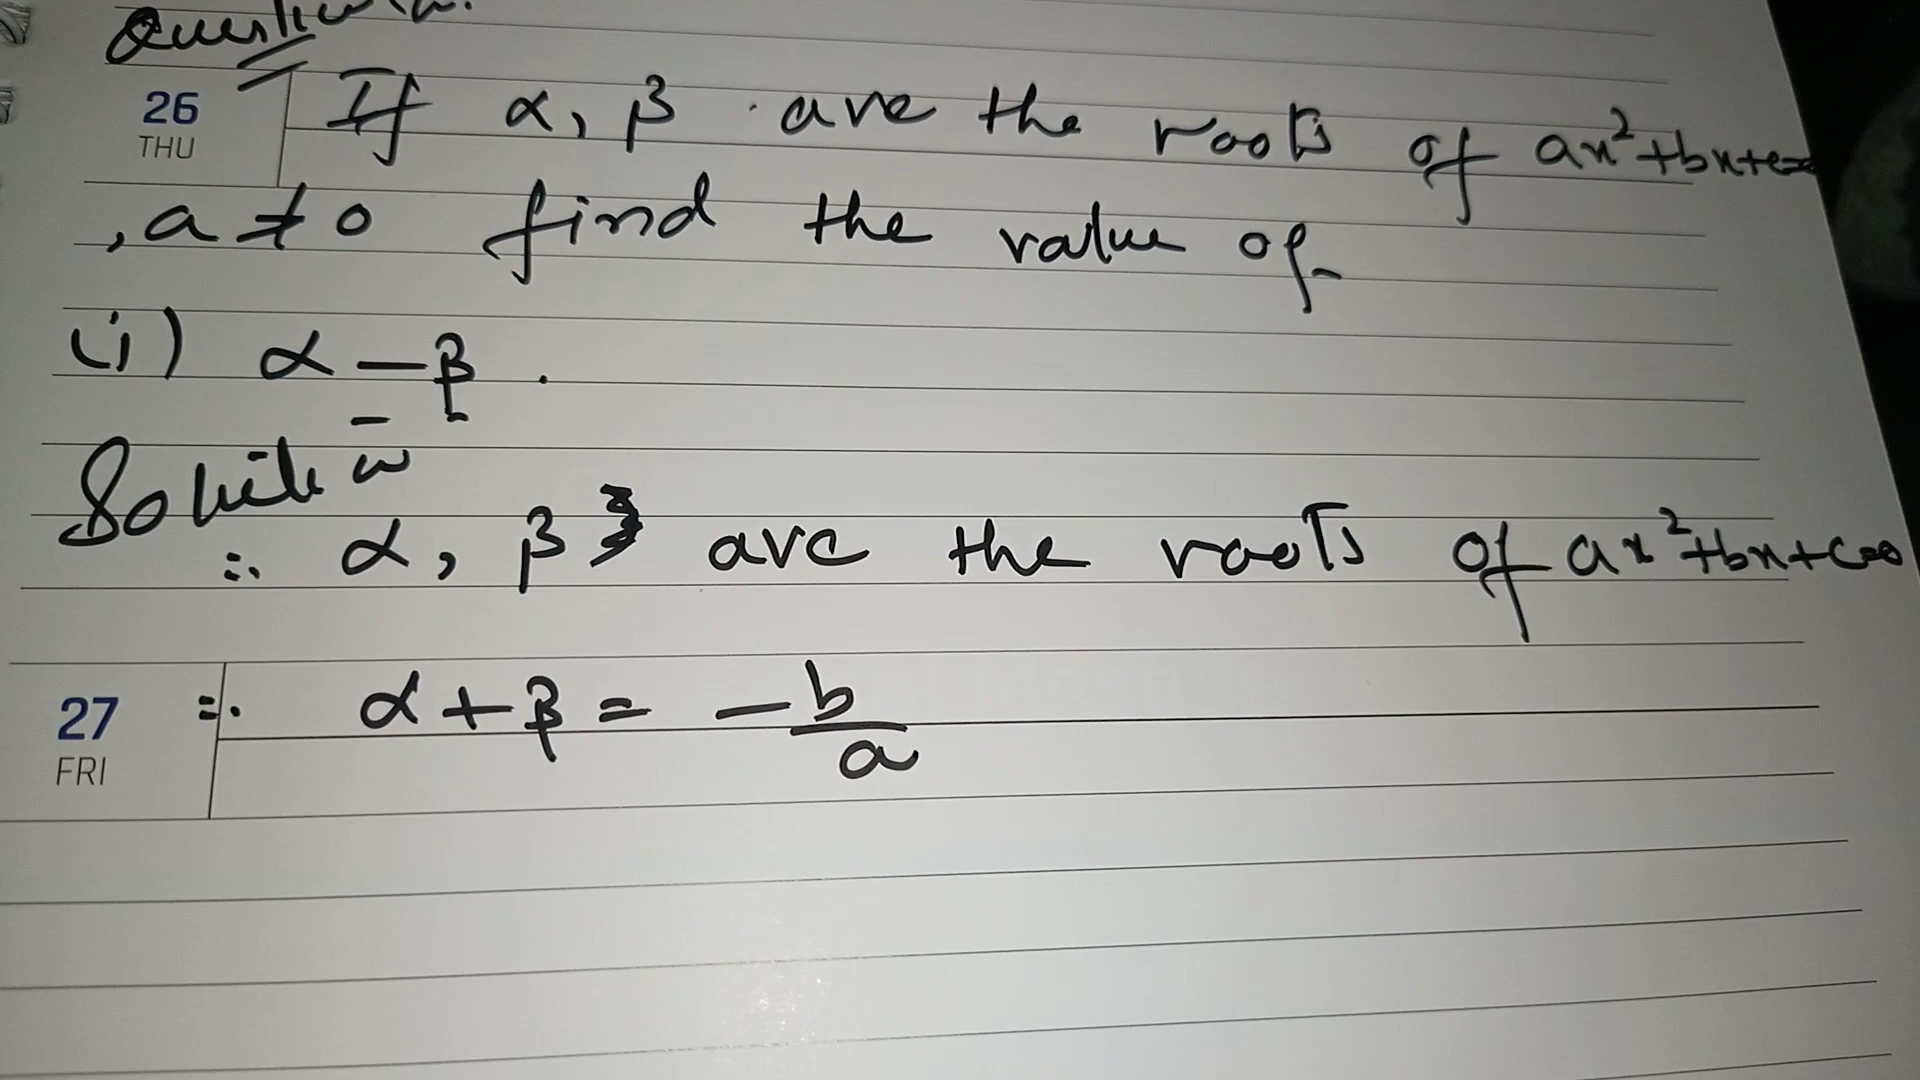 Question
26
THU
If α, β are the roots of ax²+bx+c=
, a ≠ 0 find the value of
(i) α – β .
Solution
∴ α, β are the roots of ax²+bx+c=0
27
FRI
∴ α + β = – b/a